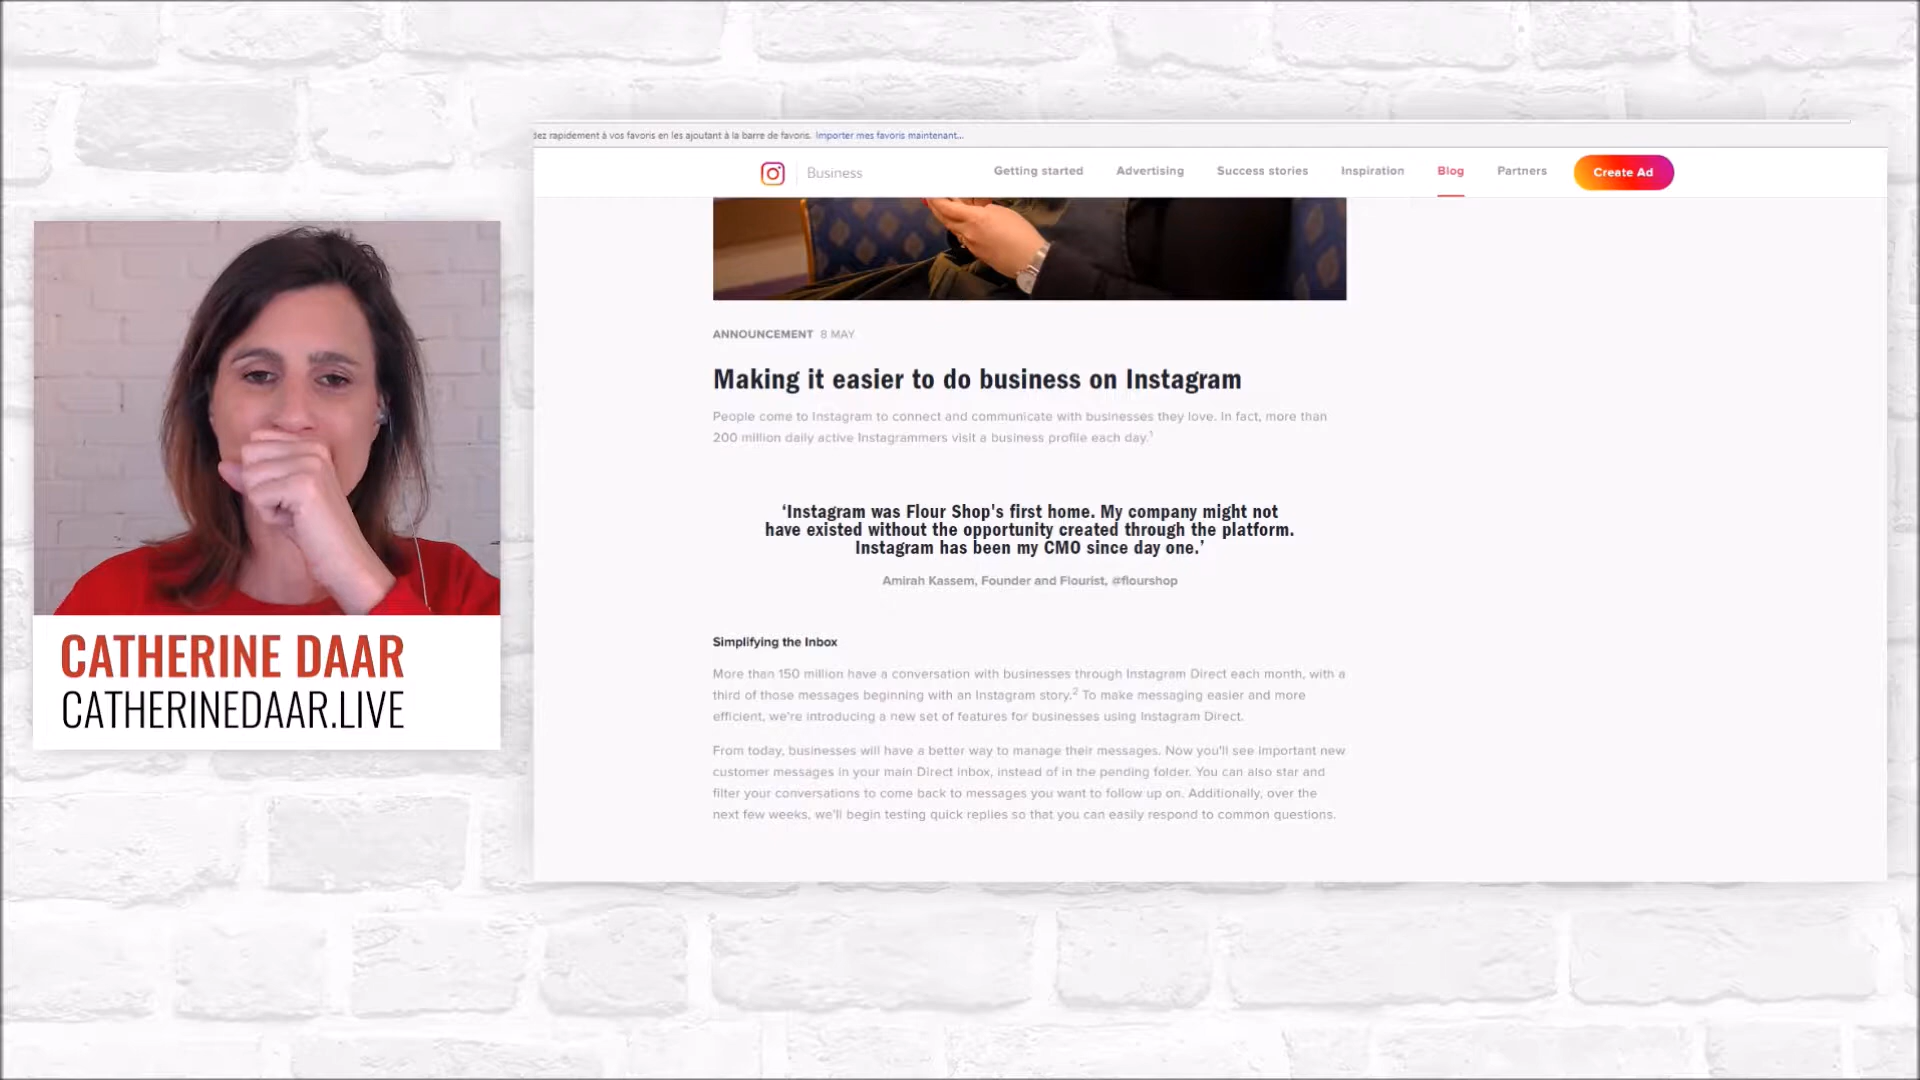 dez rapidement à vos favoris en les ajoutant à la barre de favoris. Importer mes favoris maintenant...
Business
Getting started
Advertising
Success stories
Inspiration
Blog
Partners
Create Ad
ANNOUNCEMENT 8 MAY
Making it easier to do business on Instagram
People come to Instagram to connect and communicate with businesses they love. In fact, more than
200 million daily active Instagrammers visit a business profile each day.¹
‘Instagram was Flour Shop's first home. My company might not
have existed without the opportunity created through the platform.
Instagram has been my CMO since day one.’
Amirah Kassem, Founder and Flourist, @flourshop
Simplifying the Inbox
More than 150 million have a conversation with businesses through Instagram Direct each month, with a
third of those messages beginning with an Instagram story.² To make messaging easier and more
efficient, we're introducing a new set of features for businesses using Instagram Direct.
From today, businesses will have a better way to manage their messages. Now you'll see important new
customer messages in your main Direct inbox, instead of in the pending folder. You can also star and
filter your conversations to come back to messages you want to follow up on. Additionally, over the
next few weeks, we'll begin testing quick replies so that you can easily respond to common questions.
CATHERINE DAAR
CATHERINEDAAR.LIVE